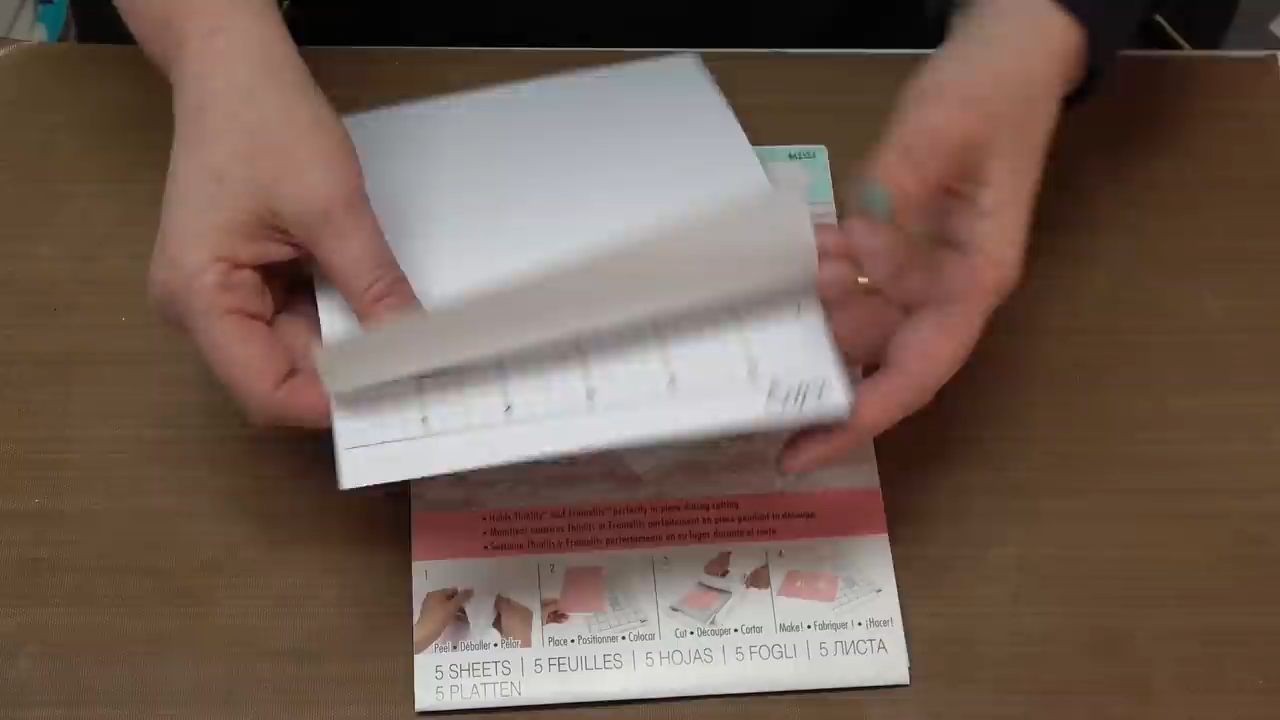 • Holds Thinlits™ and Framelits™ perfectly in place during cutting
• Maintient matrices Thinlits et Framelits parfaitement en place pendant la découpe
• Sostiene Thinlits y Framelits perfectamente en su lugar durante el corte
1 2 3 4
Peel • Déballer • Pelar
Place • Positionner • Colocar
Cut • Découper • Cortar
Make! • Fabriquer ! • ¡Hacer!
5 SHEETS | 5 FEUILLES | 5 HOJAS | 5 FOGLI | 5 ЛИСТА
5 PLATTEN